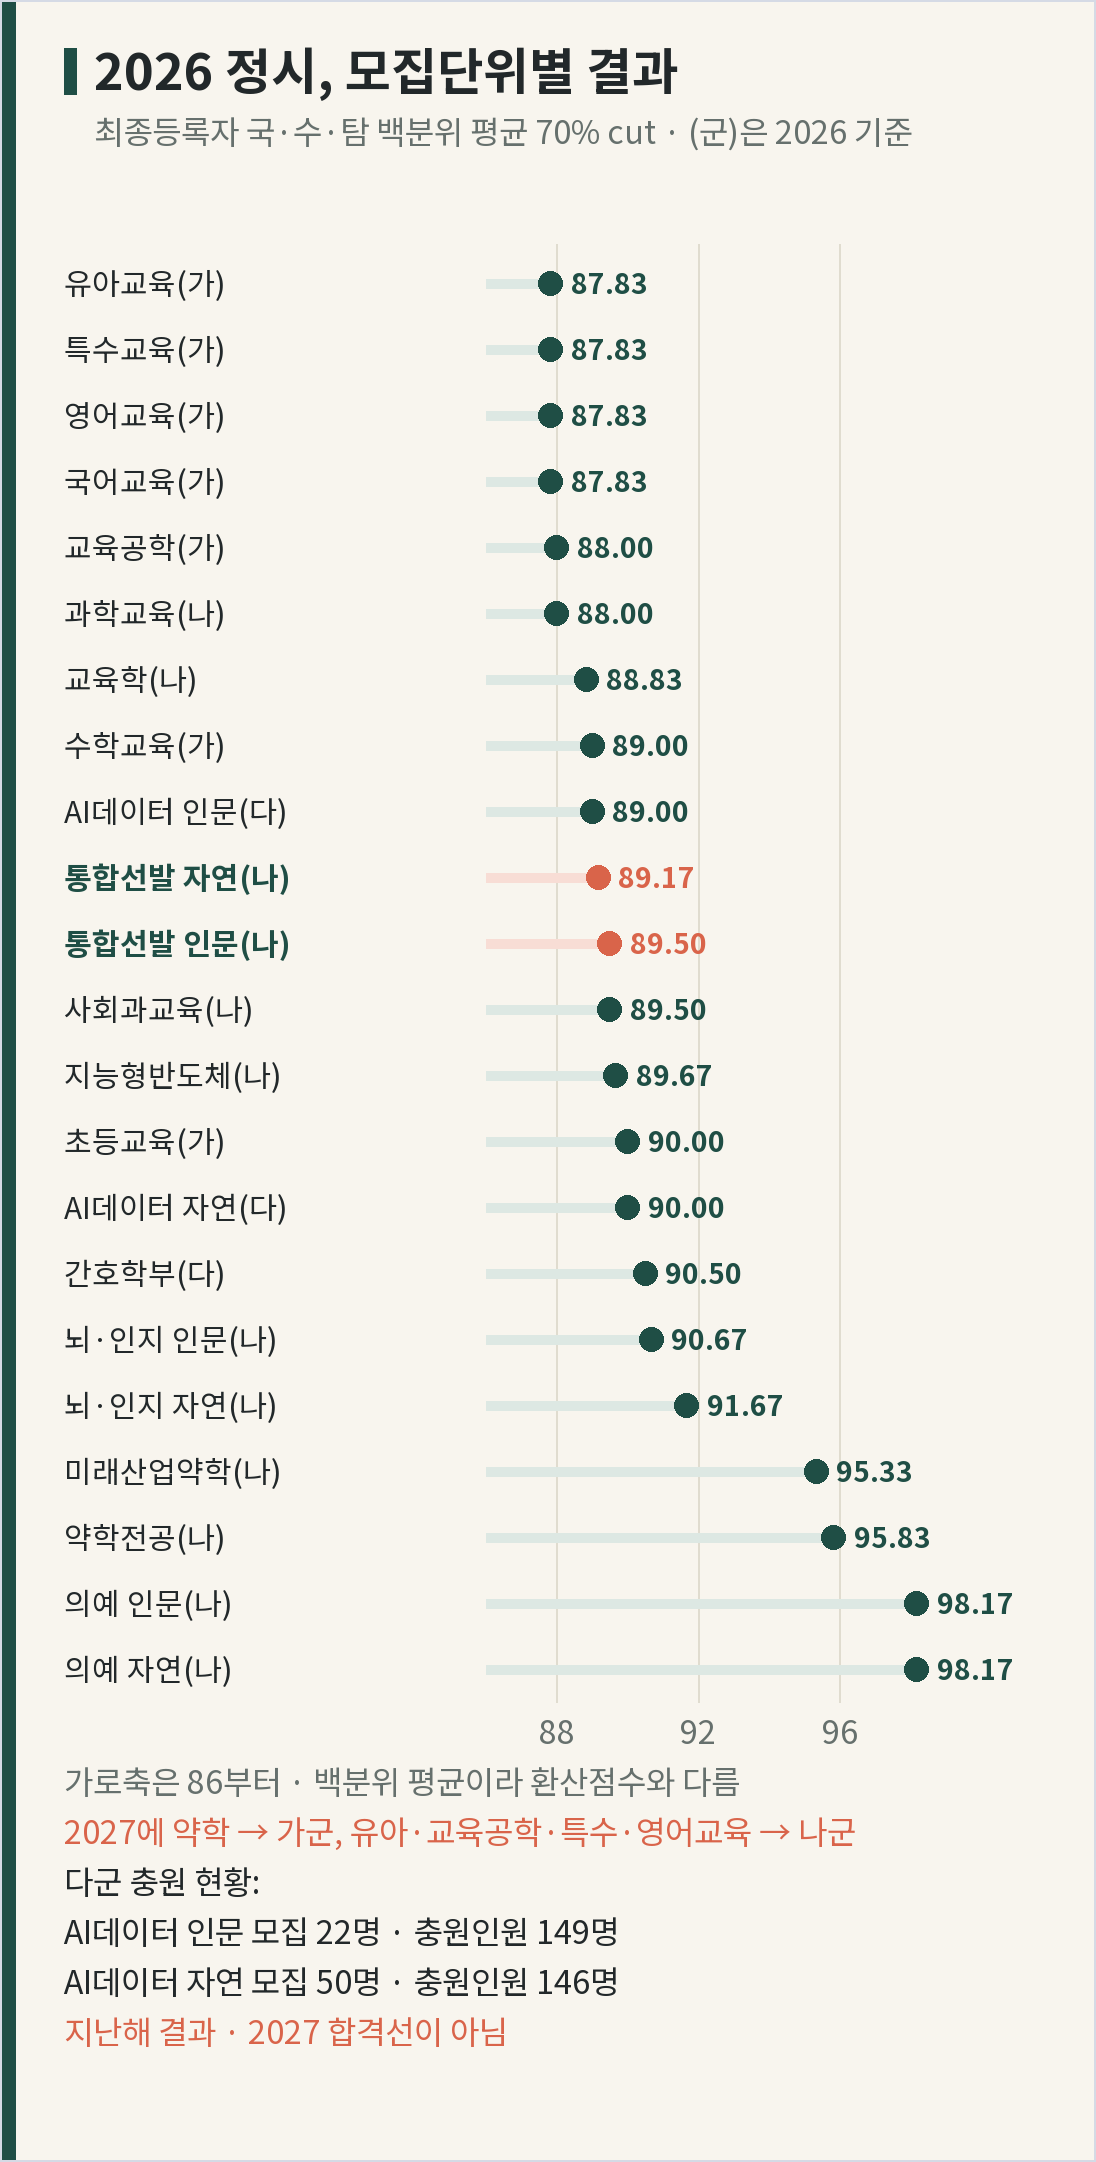 2026 정시, 모집단위별 결과
최종등록자 국·수·탐 백분위 평균 70% cut · (군)은 2026 기준
유아교육(가) 87.83
특수교육(가) 87.83
영어교육(가) 87.83
국어교육(가) 87.83
교육공학(가) 88.00
과학교육(나) 88.00
교육학(나) 88.83
수학교육(가) 89.00
AI데이터 인문(다) 89.00
통합선발 자연(나) 89.17
통합선발 인문(나) 89.50
사회과교육(나) 89.50
지능형반도체(나) 89.67
초등교육(가) 90.00
AI데이터 자연(다) 90.00
간호학부(다) 90.50
뇌·인지 인문(나) 90.67
뇌·인지 자연(나) 91.67
미래산업약학(나) 95.33
약학전공(나) 95.83
의예 인문(나) 98.17
의예 자연(나) 98.17
88 92 96
가로축은 86부터 · 백분위 평균이라 환산점수와 다름
2027에 약학 → 가군, 유아·교육공학·특수·영어교육 → 나군
다군 충원 현황:
AI데이터 인문 모집 22명 · 충원인원 149명
AI데이터 자연 모집 50명 · 충원인원 146명
지난해 결과 · 2027 합격선이 아님